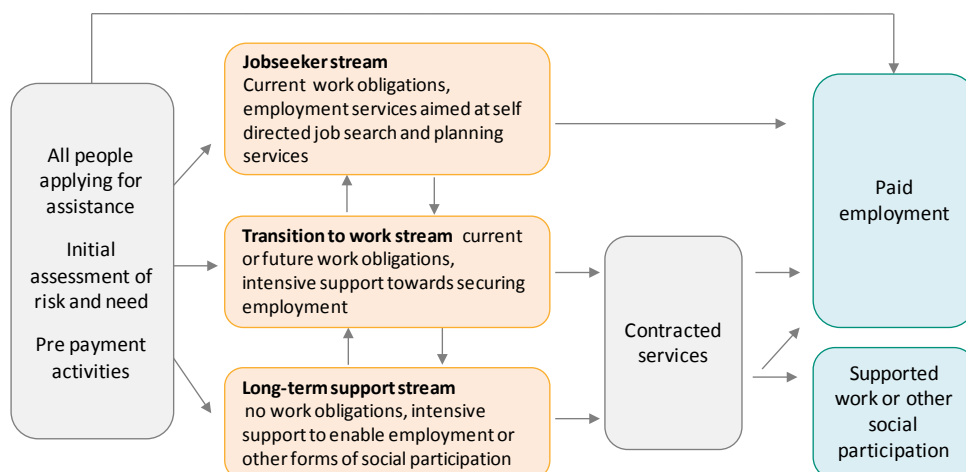 All people
applying for
assistance
Initial
assessment of
risk and need
Pre payment
activities
Jobseeker stream
Current work obligations,
employment services aimed at self
directed job search and planning
services
Transition to work stream current
or future work obligations,
intensive support towards securing
employment
Long-term support stream
no work obligations, intensive
support to enable employment or
other forms of social participation
Contracted
services
Paid
employment
Supported
work or other
social
participation